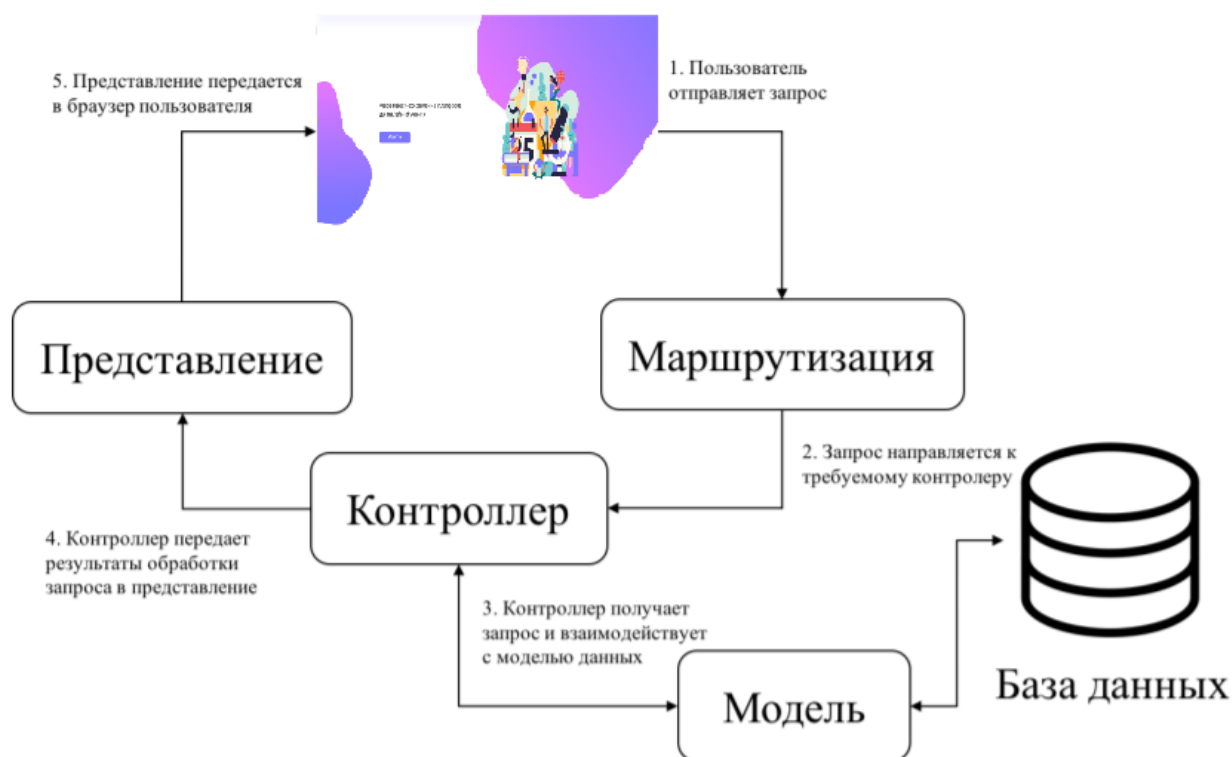 5. Представление передается
в браузер пользователя
1. Пользователь
отправляет запрос
Представление
Маршрутизация
2. Запрос направляется к
требуемому контролеру
Контроллер
4. Контроллер передает
результаты обработки
запроса в представление
3. Контроллер получает
запрос и взаимодействует
с моделью данных
Модель
База данных